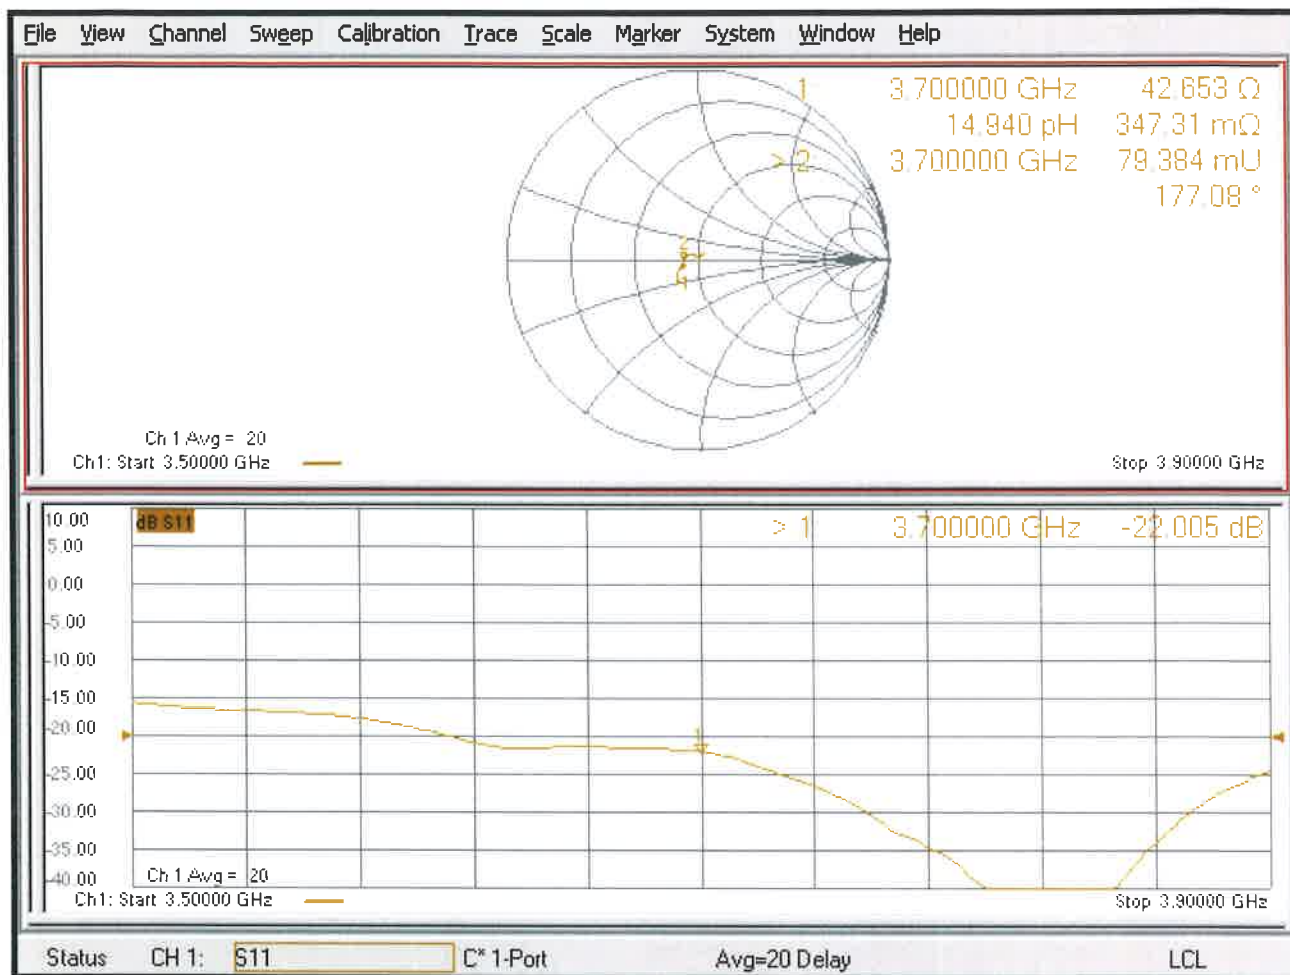 File View Channel Sweep Calibration Trace Scale Marker System Window Help
1 3.700000 GHz 42.653 Ω
14.940 pH 347.31 mΩ
> 2 3.700000 GHz 79.384 mU
177.08 °
2
1
Ch 1 Avg = 20
Ch1: Start 3.50000 GHz Stop 3.90000 GHz
10.00 dB S11 > 1 3.700000 GHz -22.005 dB
5.00
0.00
-5.00
-10.00
-15.00
-20.00 1
-25.00
-30.00
-35.00
-40.00 Ch 1 Avg = 20
Ch1: Start 3.50000 GHz Stop 3.90000 GHz
Status CH 1: S11 C* 1-Port Avg=20 Delay LCL